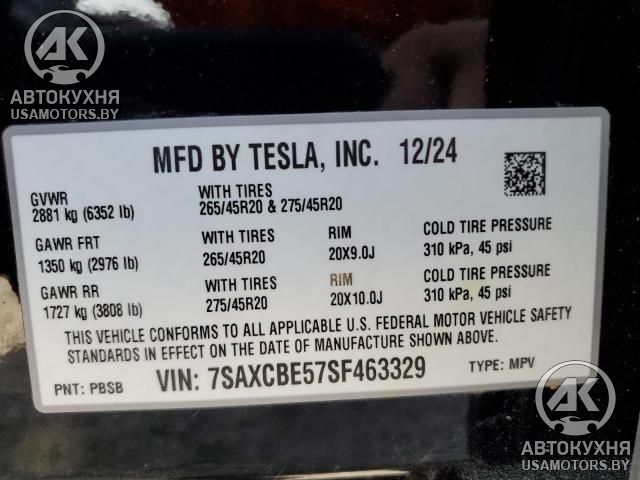 AK
АВТОКУХНЯ
USAMOTORS.BY
MFD BY TESLA, INC. 12/24
GVWR WITH TIRES
2881 kg (6352 lb) 265/45R20 & 275/45R20
GAWR FRT WITH TIRES RIM COLD TIRE PRESSURE
1350 kg (2976 lb) 265/45R20 20X9.0J 310 kPa, 45 psi
GAWR RR WITH TIRES RIM COLD TIRE PRESSURE
1727 kg (3808 lb) 275/45R20 20X10.0J 310 kPa, 45 psi
THIS VEHICLE CONFORMS TO ALL APPLICABLE U.S. FEDERAL MOTOR VEHICLE SAFETY
STANDARDS IN EFFECT ON THE DATE OF MANUFACTURE SHOWN ABOVE.
PNT: PBSB VIN: 7SAXCBE57SF463329 TYPE: MPV
AK
АВТОКУХНЯ
USAMOTORS.BY